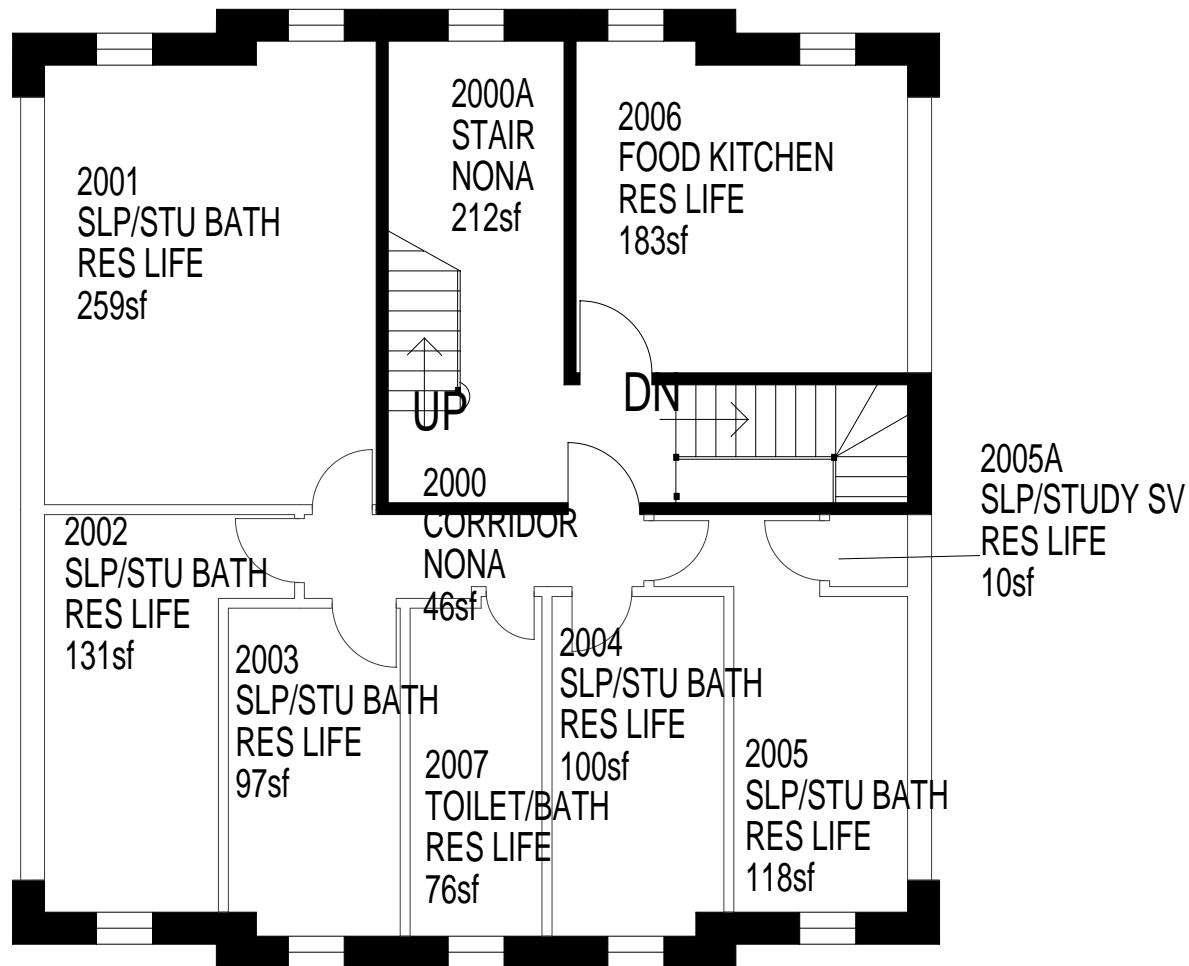 2000A
STAIR
NONA
212sf
2006
FOOD KITCHEN
RES LIFE
183sf
2001
SLP/STU BATH
RES LIFE
259sf
UP
DN
2005A
SLP/STUDY SV
RES LIFE
10sf
2000
CORRIDOR
NONA
46sf
2002
SLP/STU BATH
RES LIFE
131sf
2003
SLP/STU BATH
RES LIFE
97sf
2004
SLP/STU BATH
RES LIFE
100sf
2007
TOILET/BATH
RES LIFE
76sf
2005
SLP/STU BATH
RES LIFE
118sf